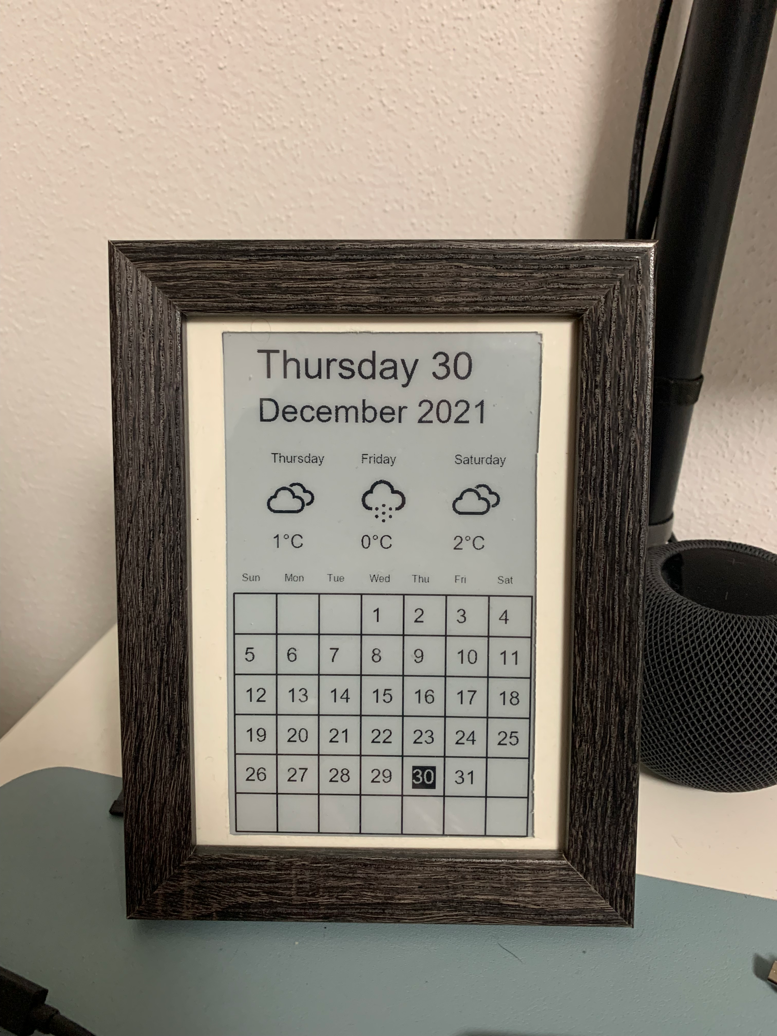 Thursday 30
December 2021
Thursday Friday Saturday
1°C 0°C 2°C
Sun Mon Tue Wed Thu Fri Sat
1 2 3 4
5 6 7 8 9 10 11
12 13 14 15 16 17 18
19 20 21 22 23 24 25
26 27 28 29 30 31